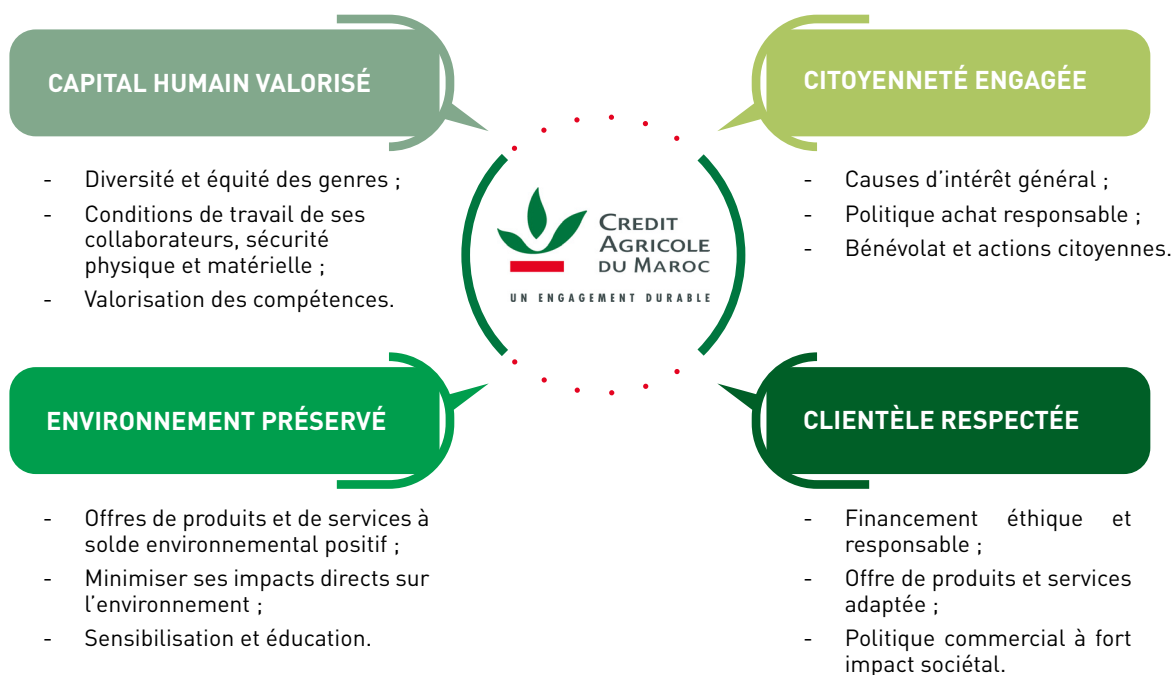 CAPITAL HUMAIN VALORISÉ
- Diversité et équité des genres ;
- Conditions de travail de ses
collaborateurs, sécurité
physique et matérielle ;
- Valorisation des compétences.
CITOYENNETÉ ENGAGÉE
- Causes d'intérêt général ;
- Politique achat responsable ;
- Bénévolat et actions citoyennes.
CREDIT
AGRICOLE
DU MAROC
UN ENGAGEMENT DURABLE
ENVIRONNEMENT PRÉSERVÉ
- Offres de produits et de services à
solde environnemental positif ;
- Minimiser ses impacts directs sur
l'environnement ;
- Sensibilisation et éducation.
CLIENTÈLE RESPECTÉE
- Financement éthique et
responsable ;
- Offre de produits et services
adaptée ;
- Politique commercial à fort
impact sociétal.